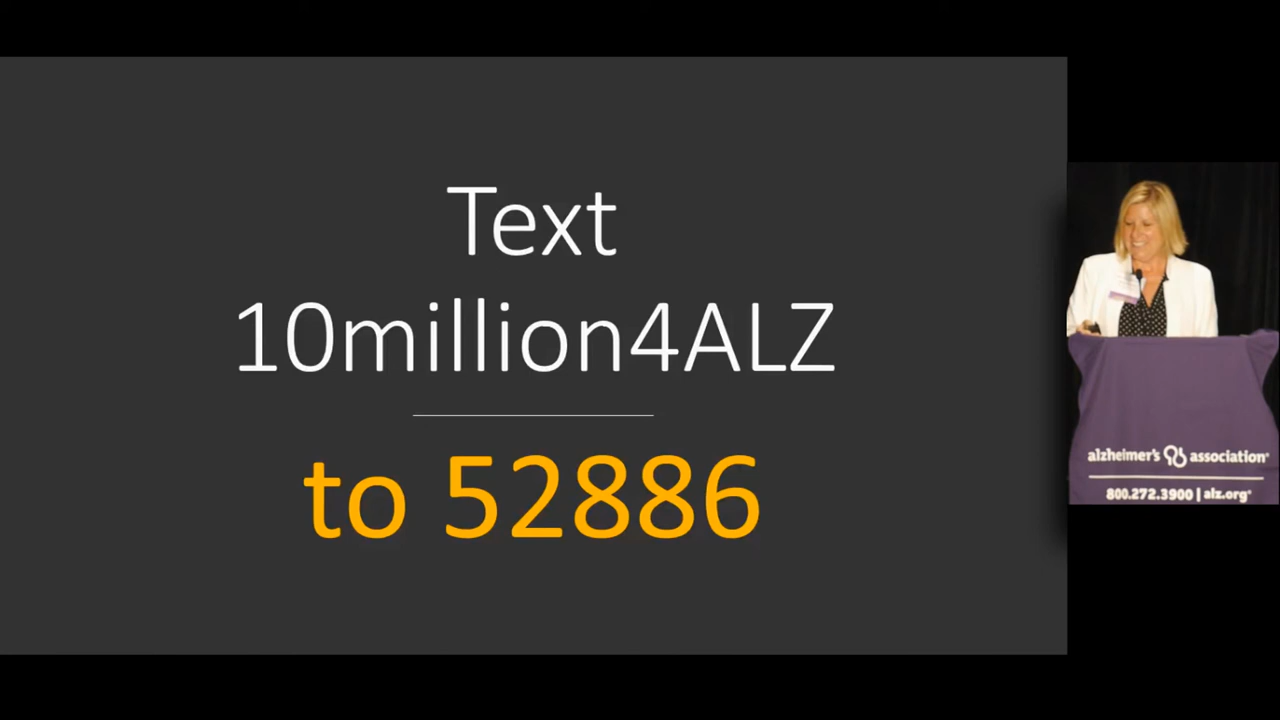 Text
10million4ALZ
to 52886
alzheimer's association®
800.272.3900 | alz.org®